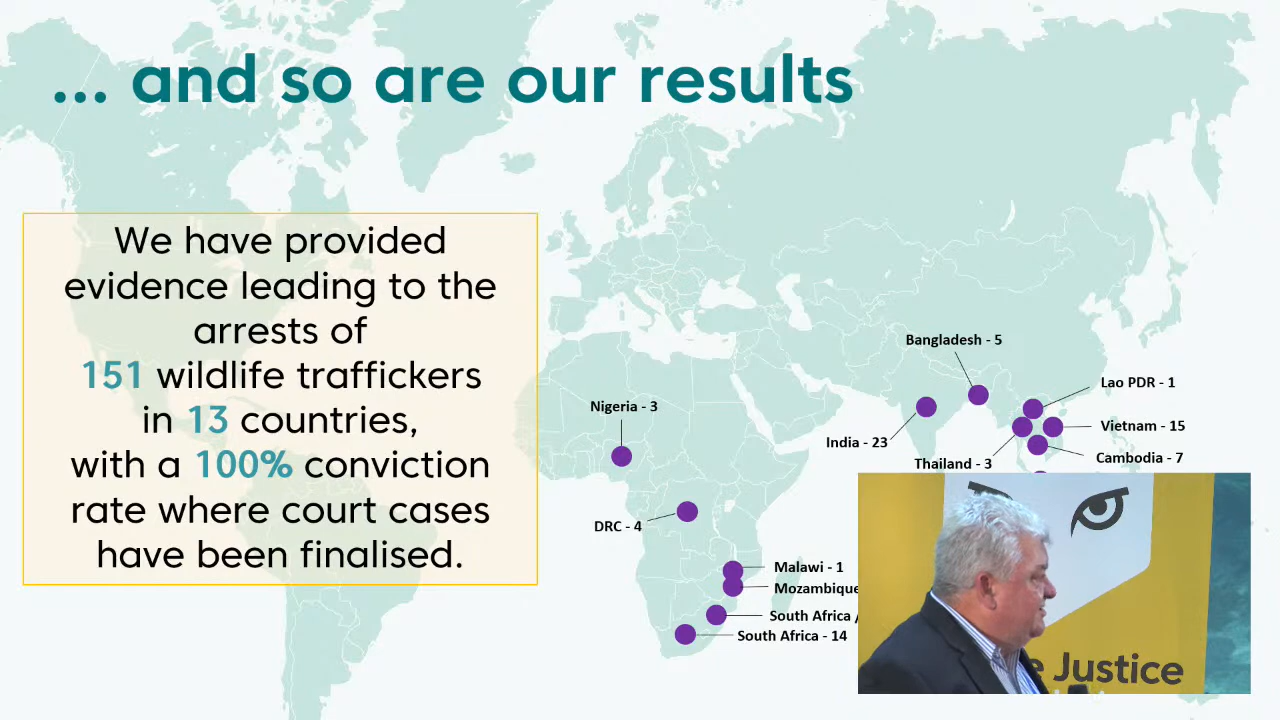 ... and so are our results
We have provided
evidence leading to the
arrests of
151 wildlife traffickers
in 13 countries,
with a 100% conviction
rate where court cases
have been finalised.
Bangladesh - 5
Lao PDR - 1
Nigeria - 3
Vietnam - 15
India - 23
Cambodia - 7
Thailand - 3
DRC - 4
Malawi - 1
Mozambique
South Africa /
South Africa - 14
e Justice